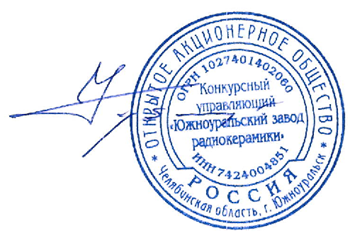 ОТКРЫТОЕ АКЦИОНЕРНОЕ ОБЩЕСТВО
ОГРН 1027401402060
Конкурсный
управляющий
«Южноуральский завод
радиокерамики»
ИНН 7424004851
РОССИЯ
* Челябинская область, г. Южноуральск *